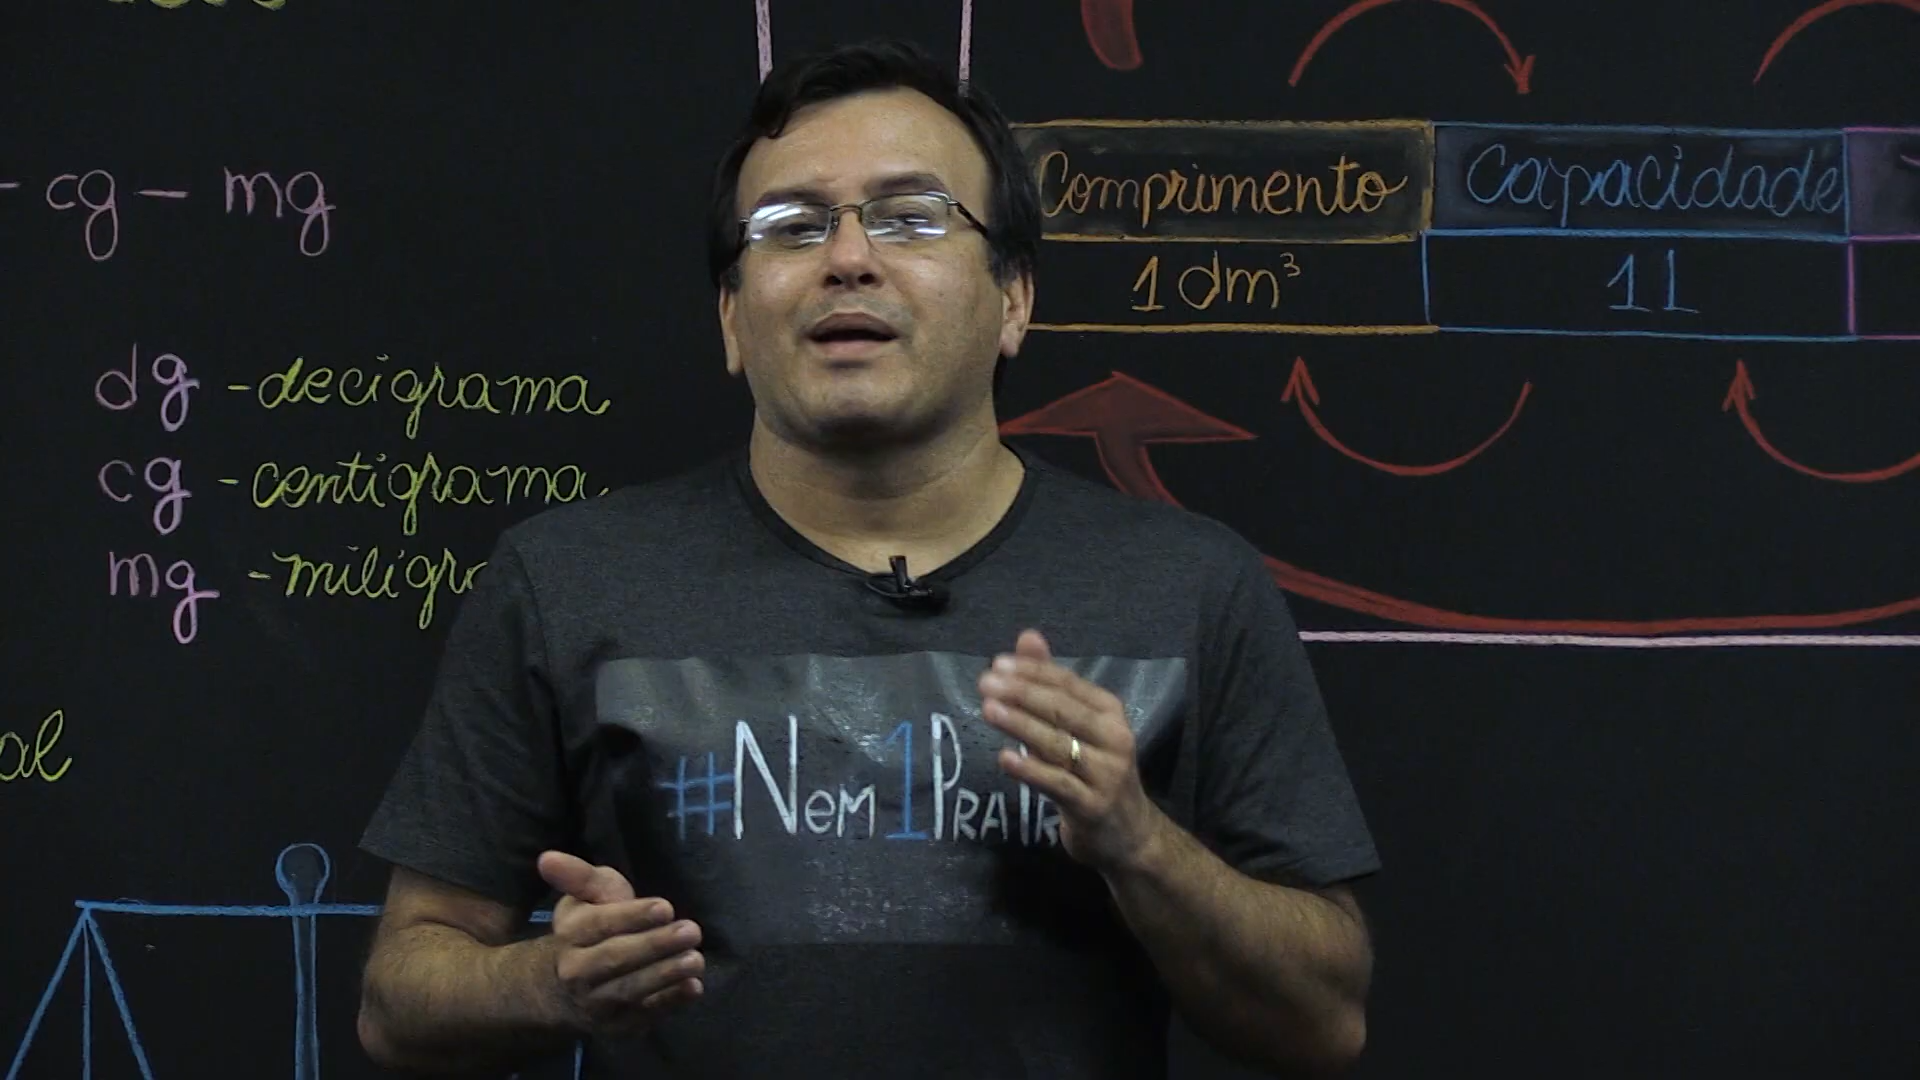 - cg - mg
dg - decigrama
cg - centigrama
mg - miligr
al
Comprimento Capacidade
1 dm³ 1 l
#Nem1PraIr